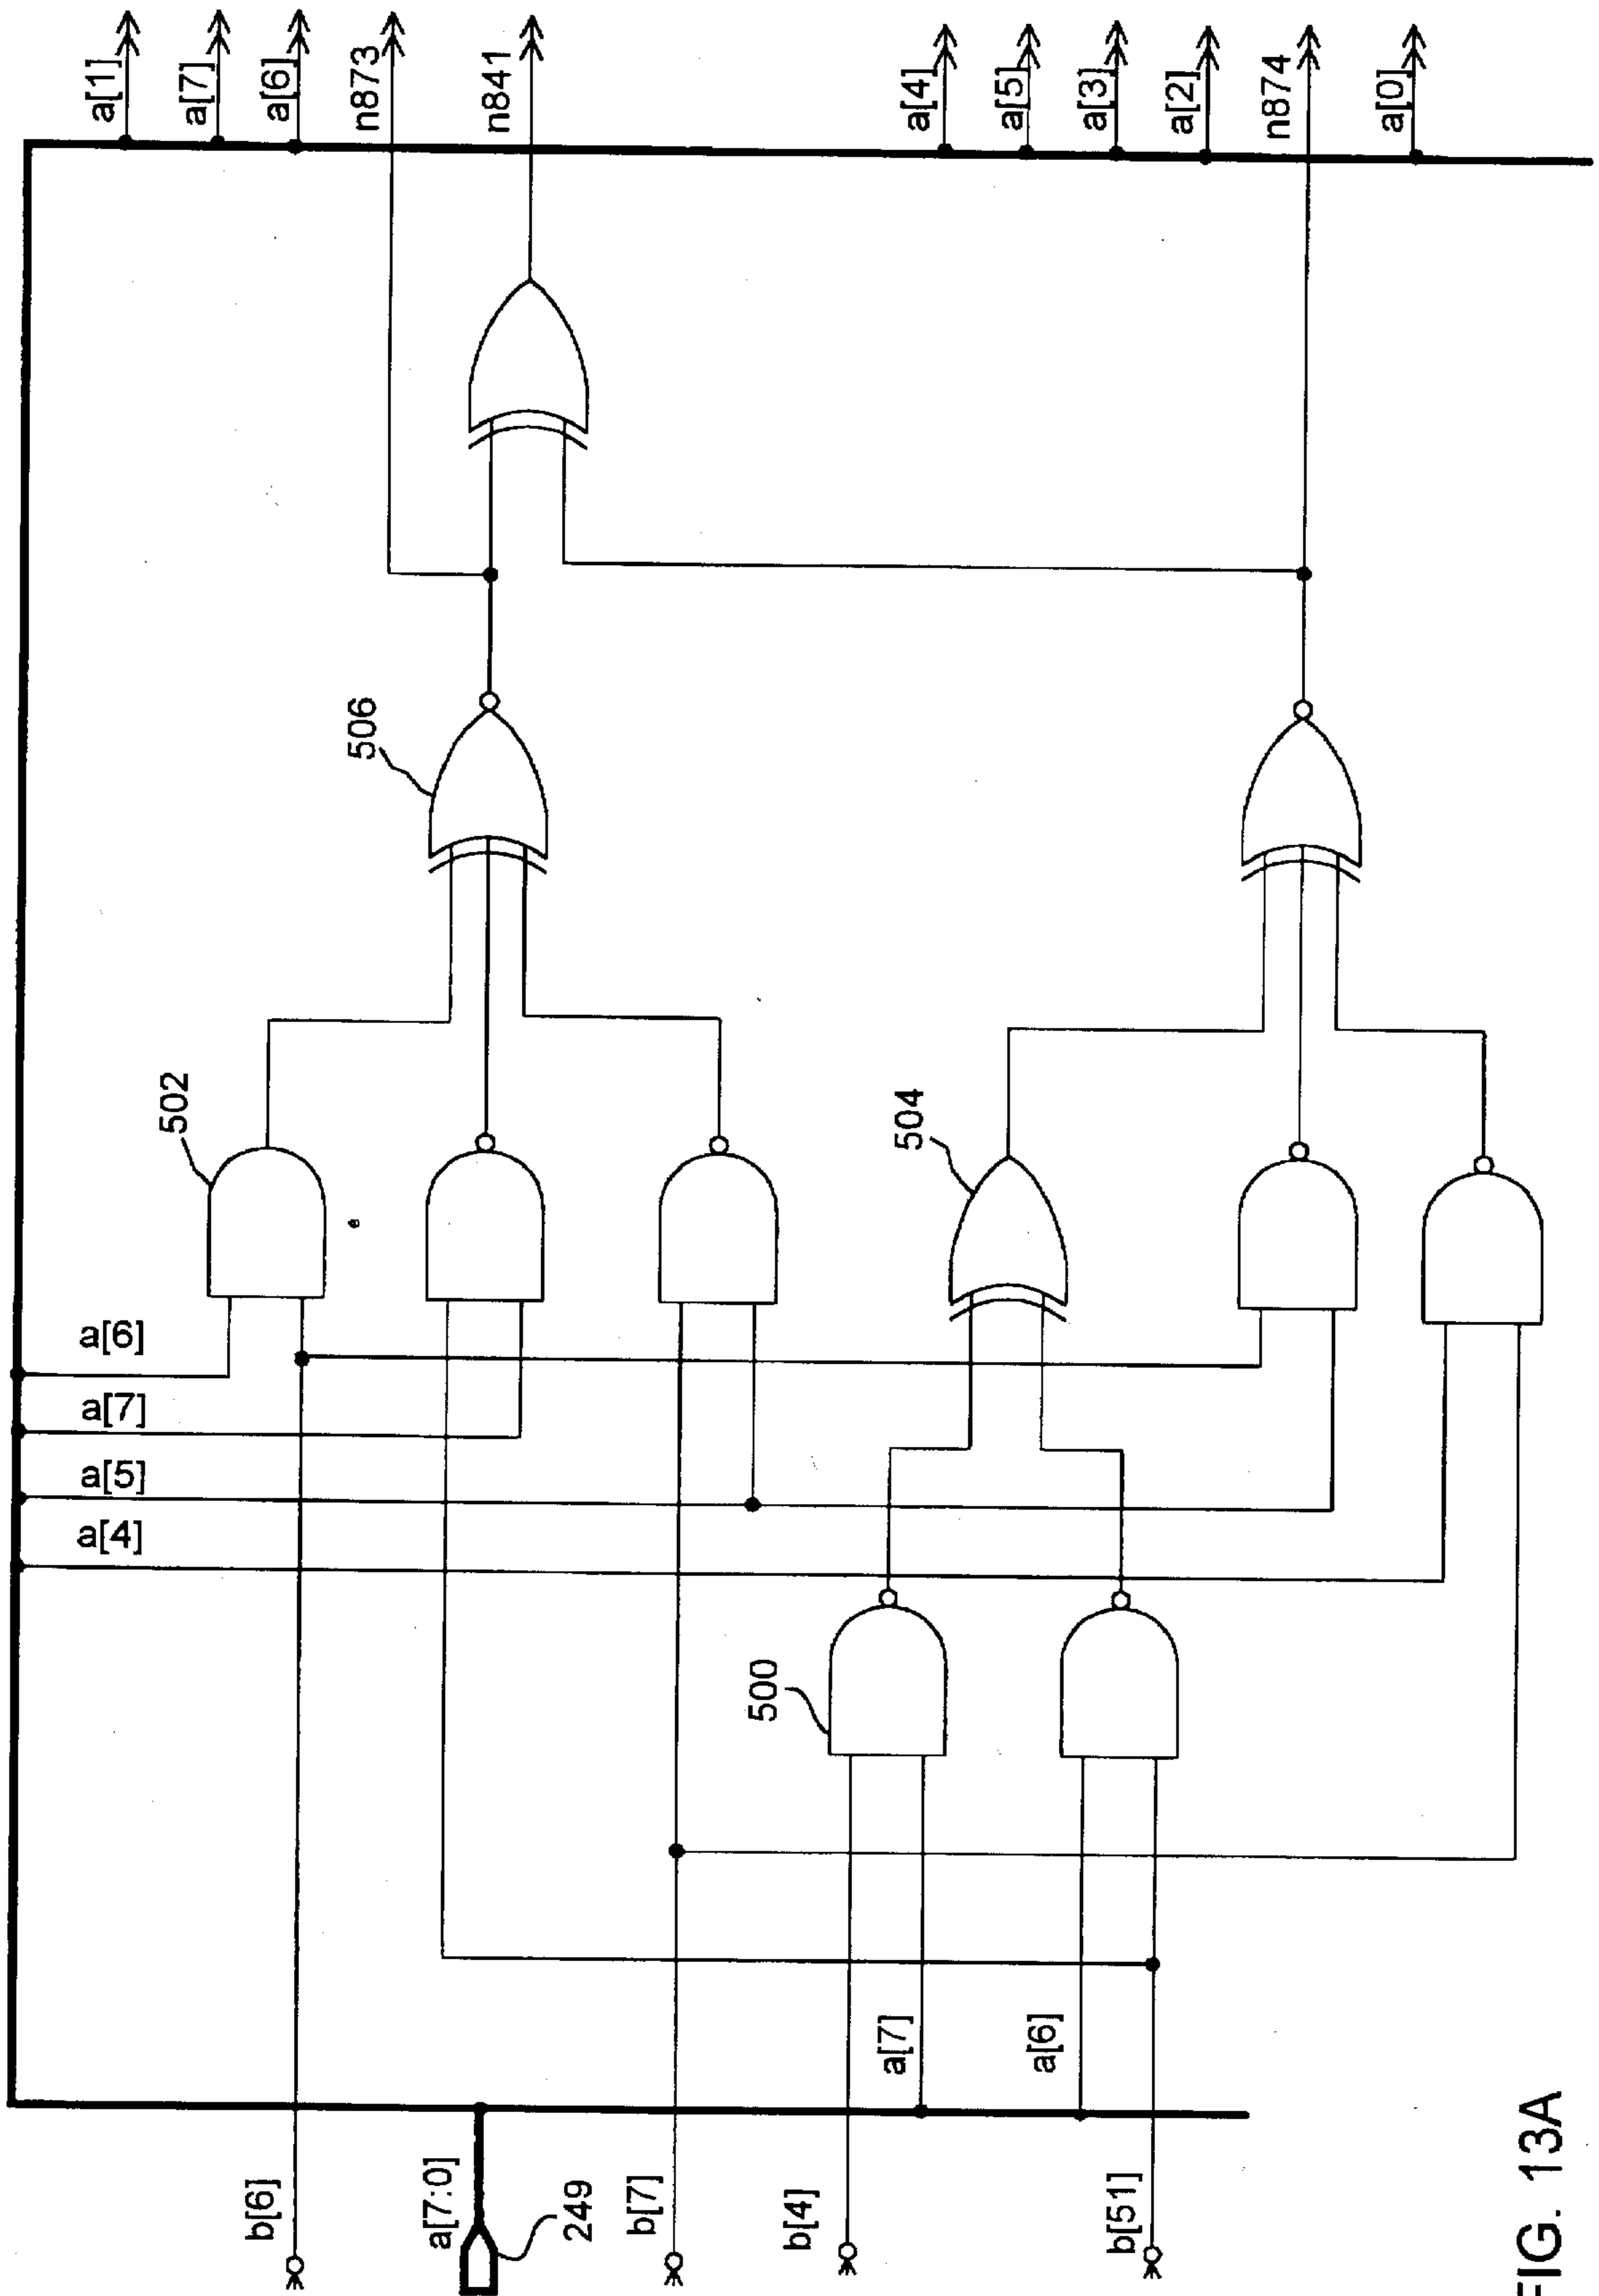 a[1]
a[7]
a[6]
n873
n841
a[4]
a[5]
a[3]
a[2]
n874
a[0]
506
502
504
a[6]
a[7]
a[5]
a[4]
500
a[7]
a[6]
b[6]
a[7:0]
249
b[7]
b[4]
b[51]
FIG. 13A